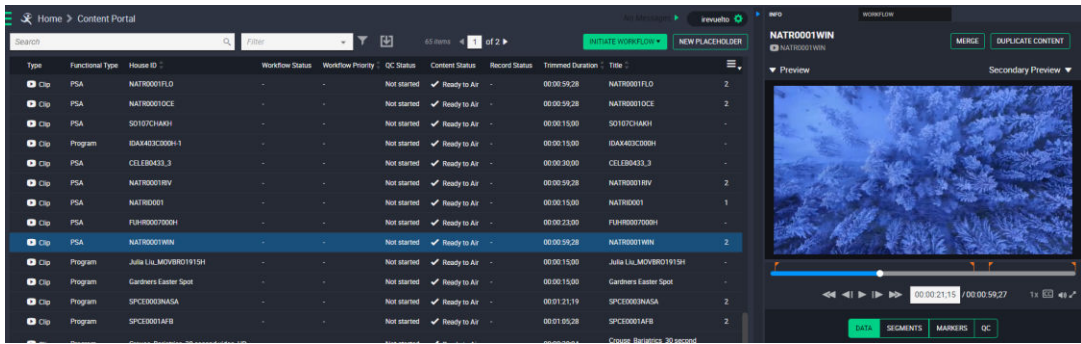 Home > Content Portal
No Messages
irevuelto
Search
Filter
65 items 1 of 2
INITIATE WORKFLOW
NEW PLACEHOLDER
Type Functional Type House ID Workflow Status Workflow Priority QC Status Content Status Record Status Trimmed Duration Title
Clip PSA NATR0001FLO - - Not started Ready to Air - 00:00:59;28 NATR0001FLO 2
Clip PSA NATR0001OCE - - Not started Ready to Air - 00:00:59;28 NATR0001OCE 2
Clip PSA SO107CHAKH - - Not started Ready to Air - 00:00:15;00 SO107CHAKH -
Clip Program IDAX403C000H-1 - - Not started Ready to Air - 00:00:15;00 IDAX403C000H -
Clip PSA CELEB0433_3 - - Not started Ready to Air - 00:00:30;00 CELEB0433_3 -
Clip PSA NATR0001RIV - - Not started Ready to Air - 00:00:59;28 NATR0001RIV 2
Clip PSA NATRID001 - - Not started Ready to Air - 00:00:15;00 NATRID001 1
Clip PSA FUHR0007000H - - Not started Ready to Air - 00:00:23;00 FUHR0007000H -
Clip PSA NATR0001WIN - - Not started Ready to Air - 00:00:59;28 NATR0001WIN 2
Clip Program Julia Liu_MOVBRO1915H - - Not started Ready to Air - 00:00:15;00 Julia Liu_MOVBRO1915H -
Clip Program Gardners Easter Spot - - Not started Ready to Air - 00:00:15;00 Gardners Easter Spot -
Clip Program SPCE0003NASA - - Not started Ready to Air - 00:01:21;19 SPCE0003NASA 2
Clip Program SPCE0001AFB - - Not started Ready to Air - 00:01:05;28 SPCE0001AFB 2
Crouse Bariatrics 30 second
INFO WORKFLOW
NATR0001WIN
NATR0001WIN
MERGE DUPLICATE CONTENT
Preview Secondary Preview
00:00:21;15 / 00:00:59;27 1x CC
DATA SEGMENTS MARKERS QC